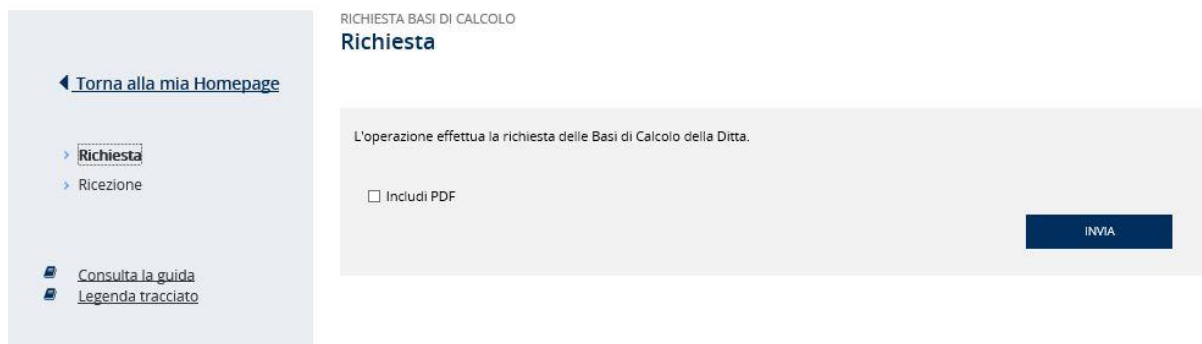 Torna alla mia Homepage
Richiesta
Ricezione
Consulta la guida
Legenda tracciato
RICHIESTA BASI DI CALCOLO
Richiesta
L'operazione effettua la richiesta delle Basi di Calcolo della Ditta.
Includi PDF
INVIA